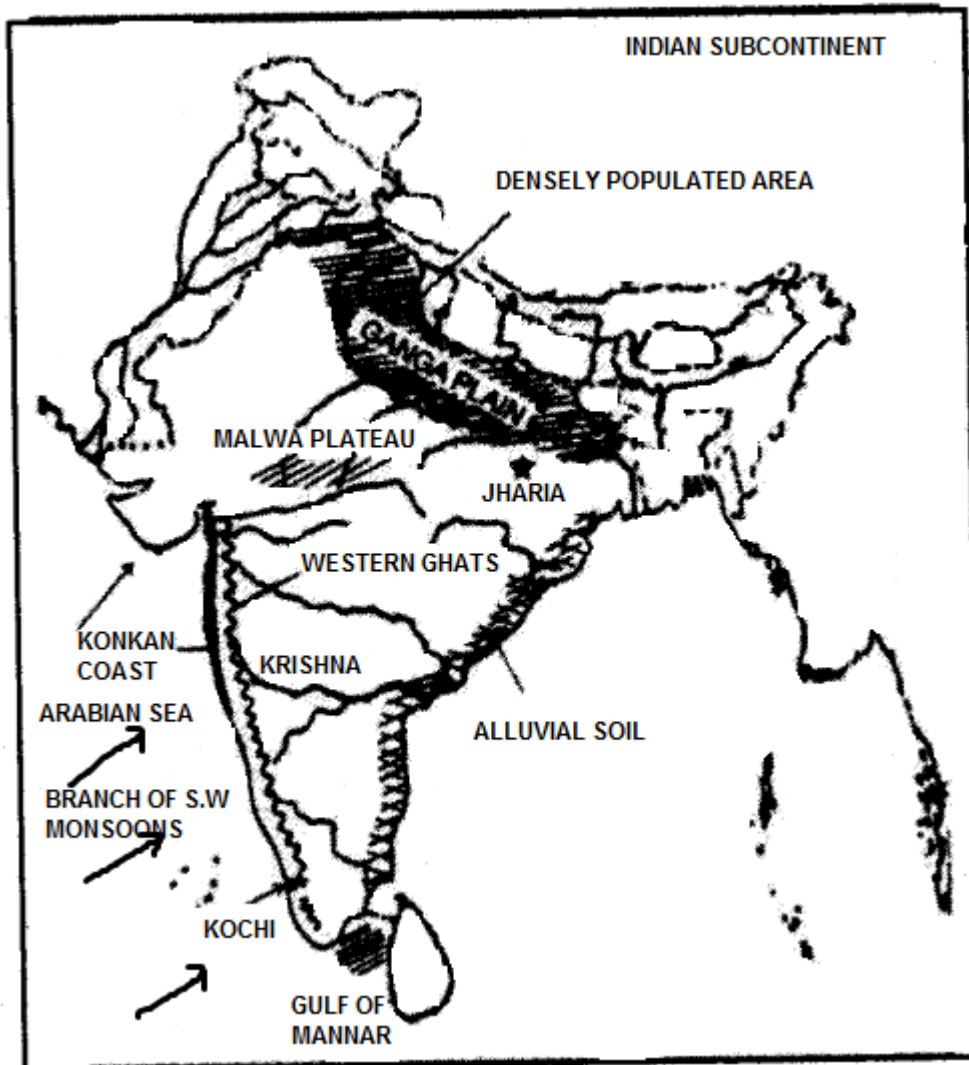 INDIAN SUBCONTINENT
DENSELY POPULATED AREA
GANGA PLAIN
MALWA PLATEAU
JHARIA
WESTERN GHATS
KONKAN
COAST
KRISHNA
ARABIAN SEA
ALLUVIAL SOIL
BRANCH OF S.W
MONSOONS
KOCHI
GULF OF
MANNAR